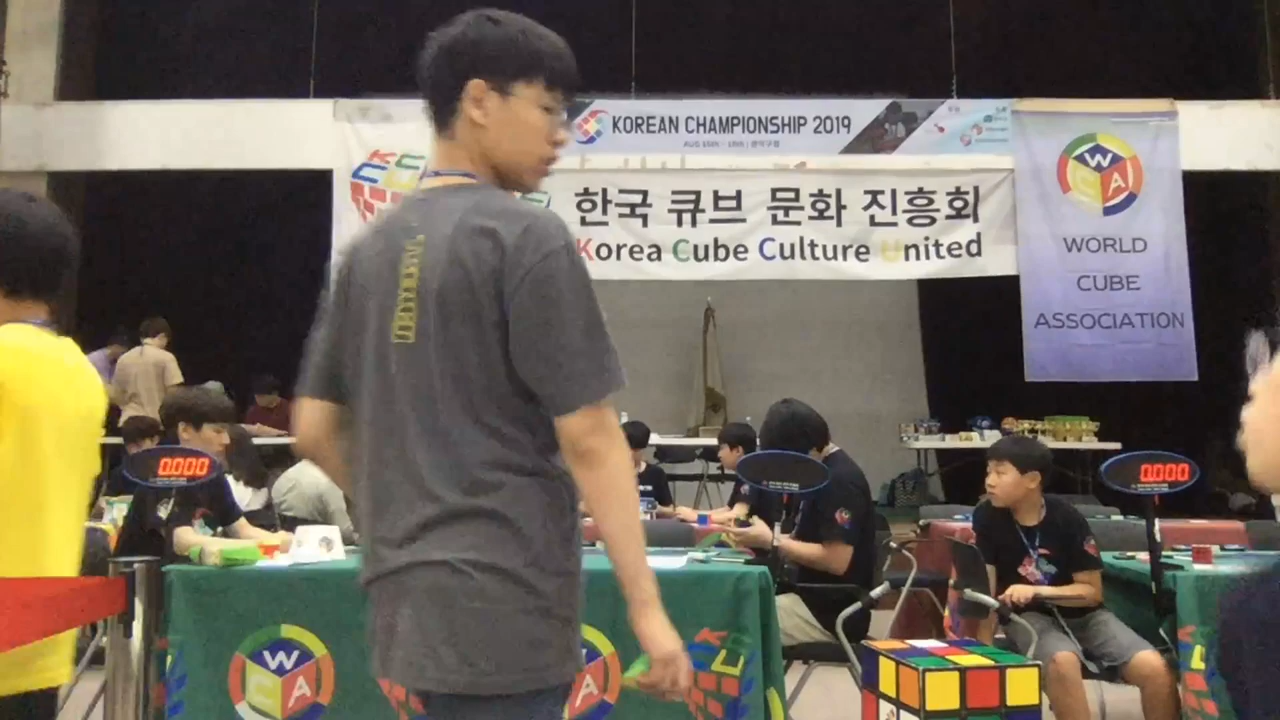 KOREAN CHAMPIONSHIP 2019
한국 큐브 문화 진흥회
Korea Cube Culture United
WCA
WORLD
CUBE
ASSOCIATION
0.000
0.000
WCA